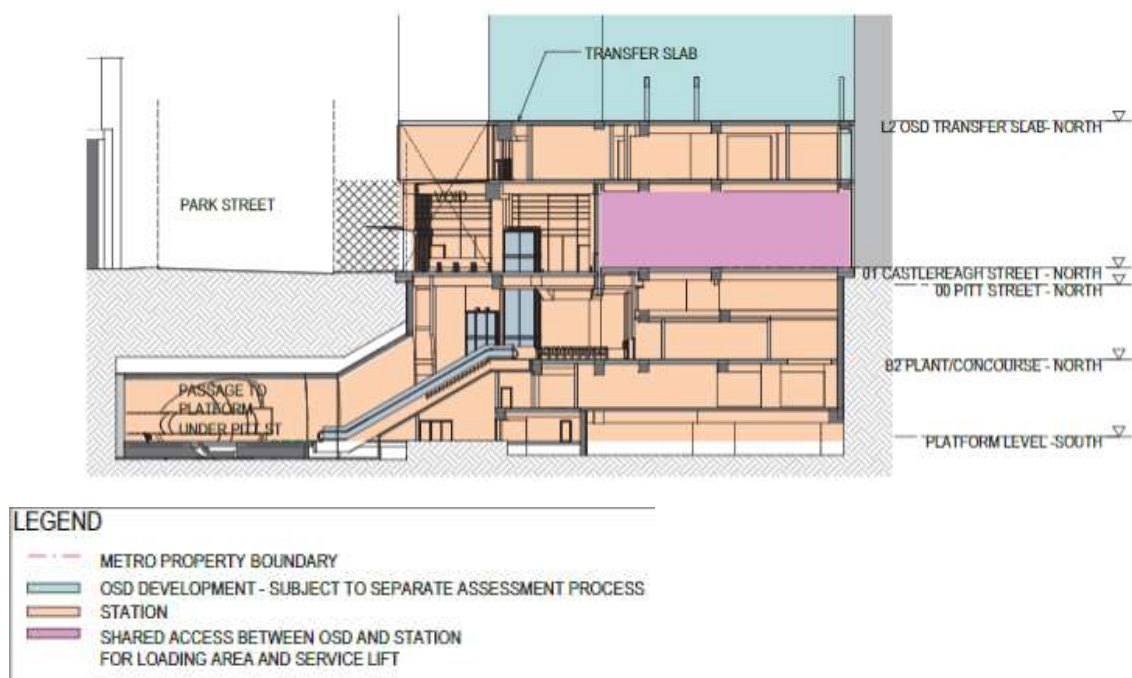 TRANSFER SLAB
L2 OSD TRANSFER SLAB- NORTH
PARK STREET
VOID
01 CASTLEREAGH STREET - NORTH
00 PITT STREET - NORTH
B2 PLANT/CONCOURSE - NORTH
PASSAGE TO
PLATFORM
UNDER PITT ST
PLATFORM LEVEL -SOUTH
LEGEND
METRO PROPERTY BOUNDARY
OSD DEVELOPMENT - SUBJECT TO SEPARATE ASSESSMENT PROCESS
STATION
SHARED ACCESS BETWEEN OSD AND STATION
FOR LOADING AREA AND SERVICE LIFT